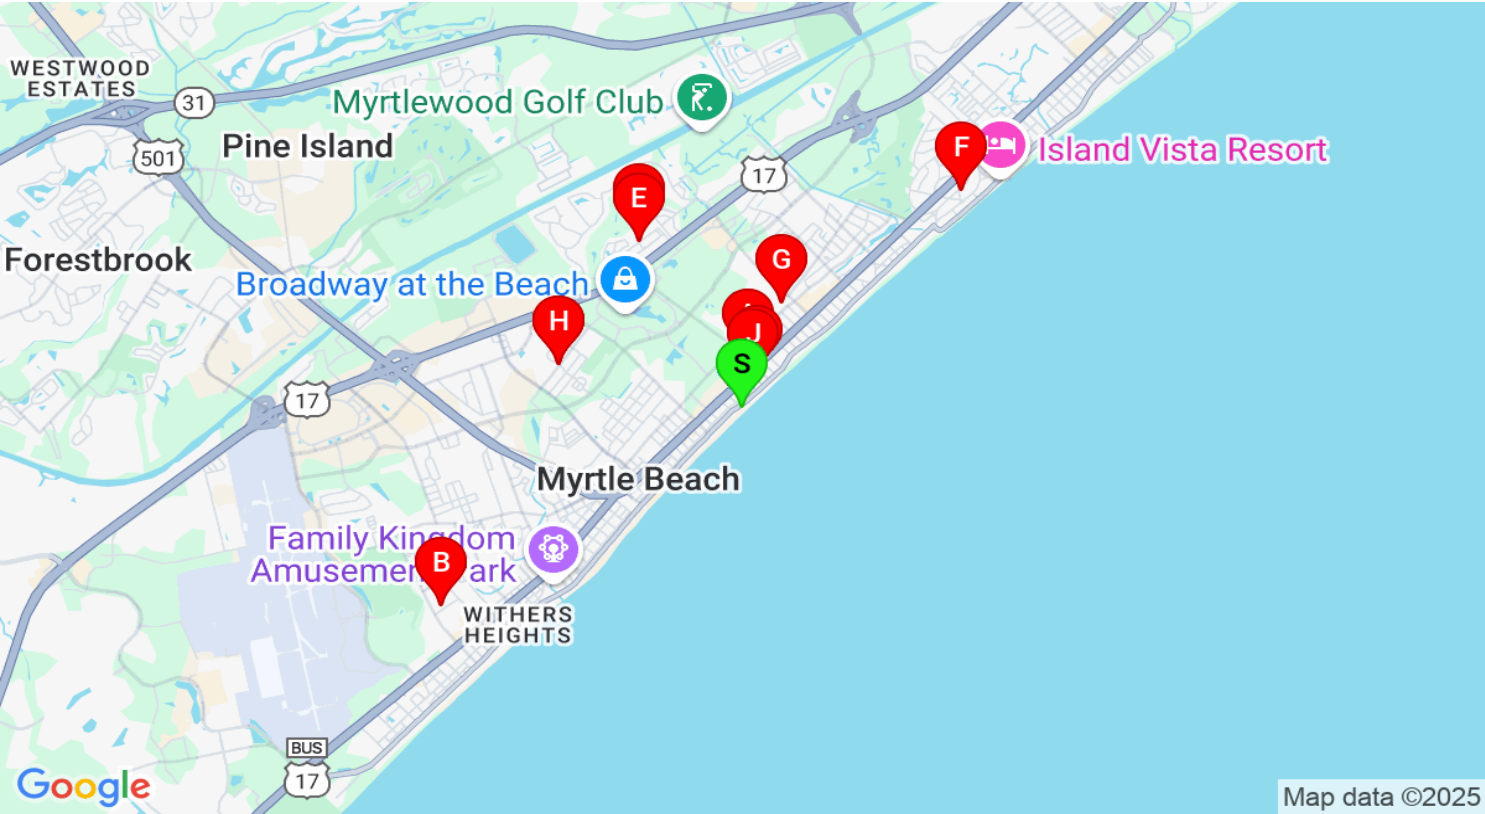 WESTWOOD
ESTATES
31
Myrtlewood Golf Club
501
Pine Island
F
Island Vista Resort
17
E
Forestbrook
Broadway at the Beach
G
H
J
S
17
Myrtle Beach
Family Kingdom
Amusement Park
B
WITHERS
HEIGHTS
BUS
17
Google
Map data ©2025